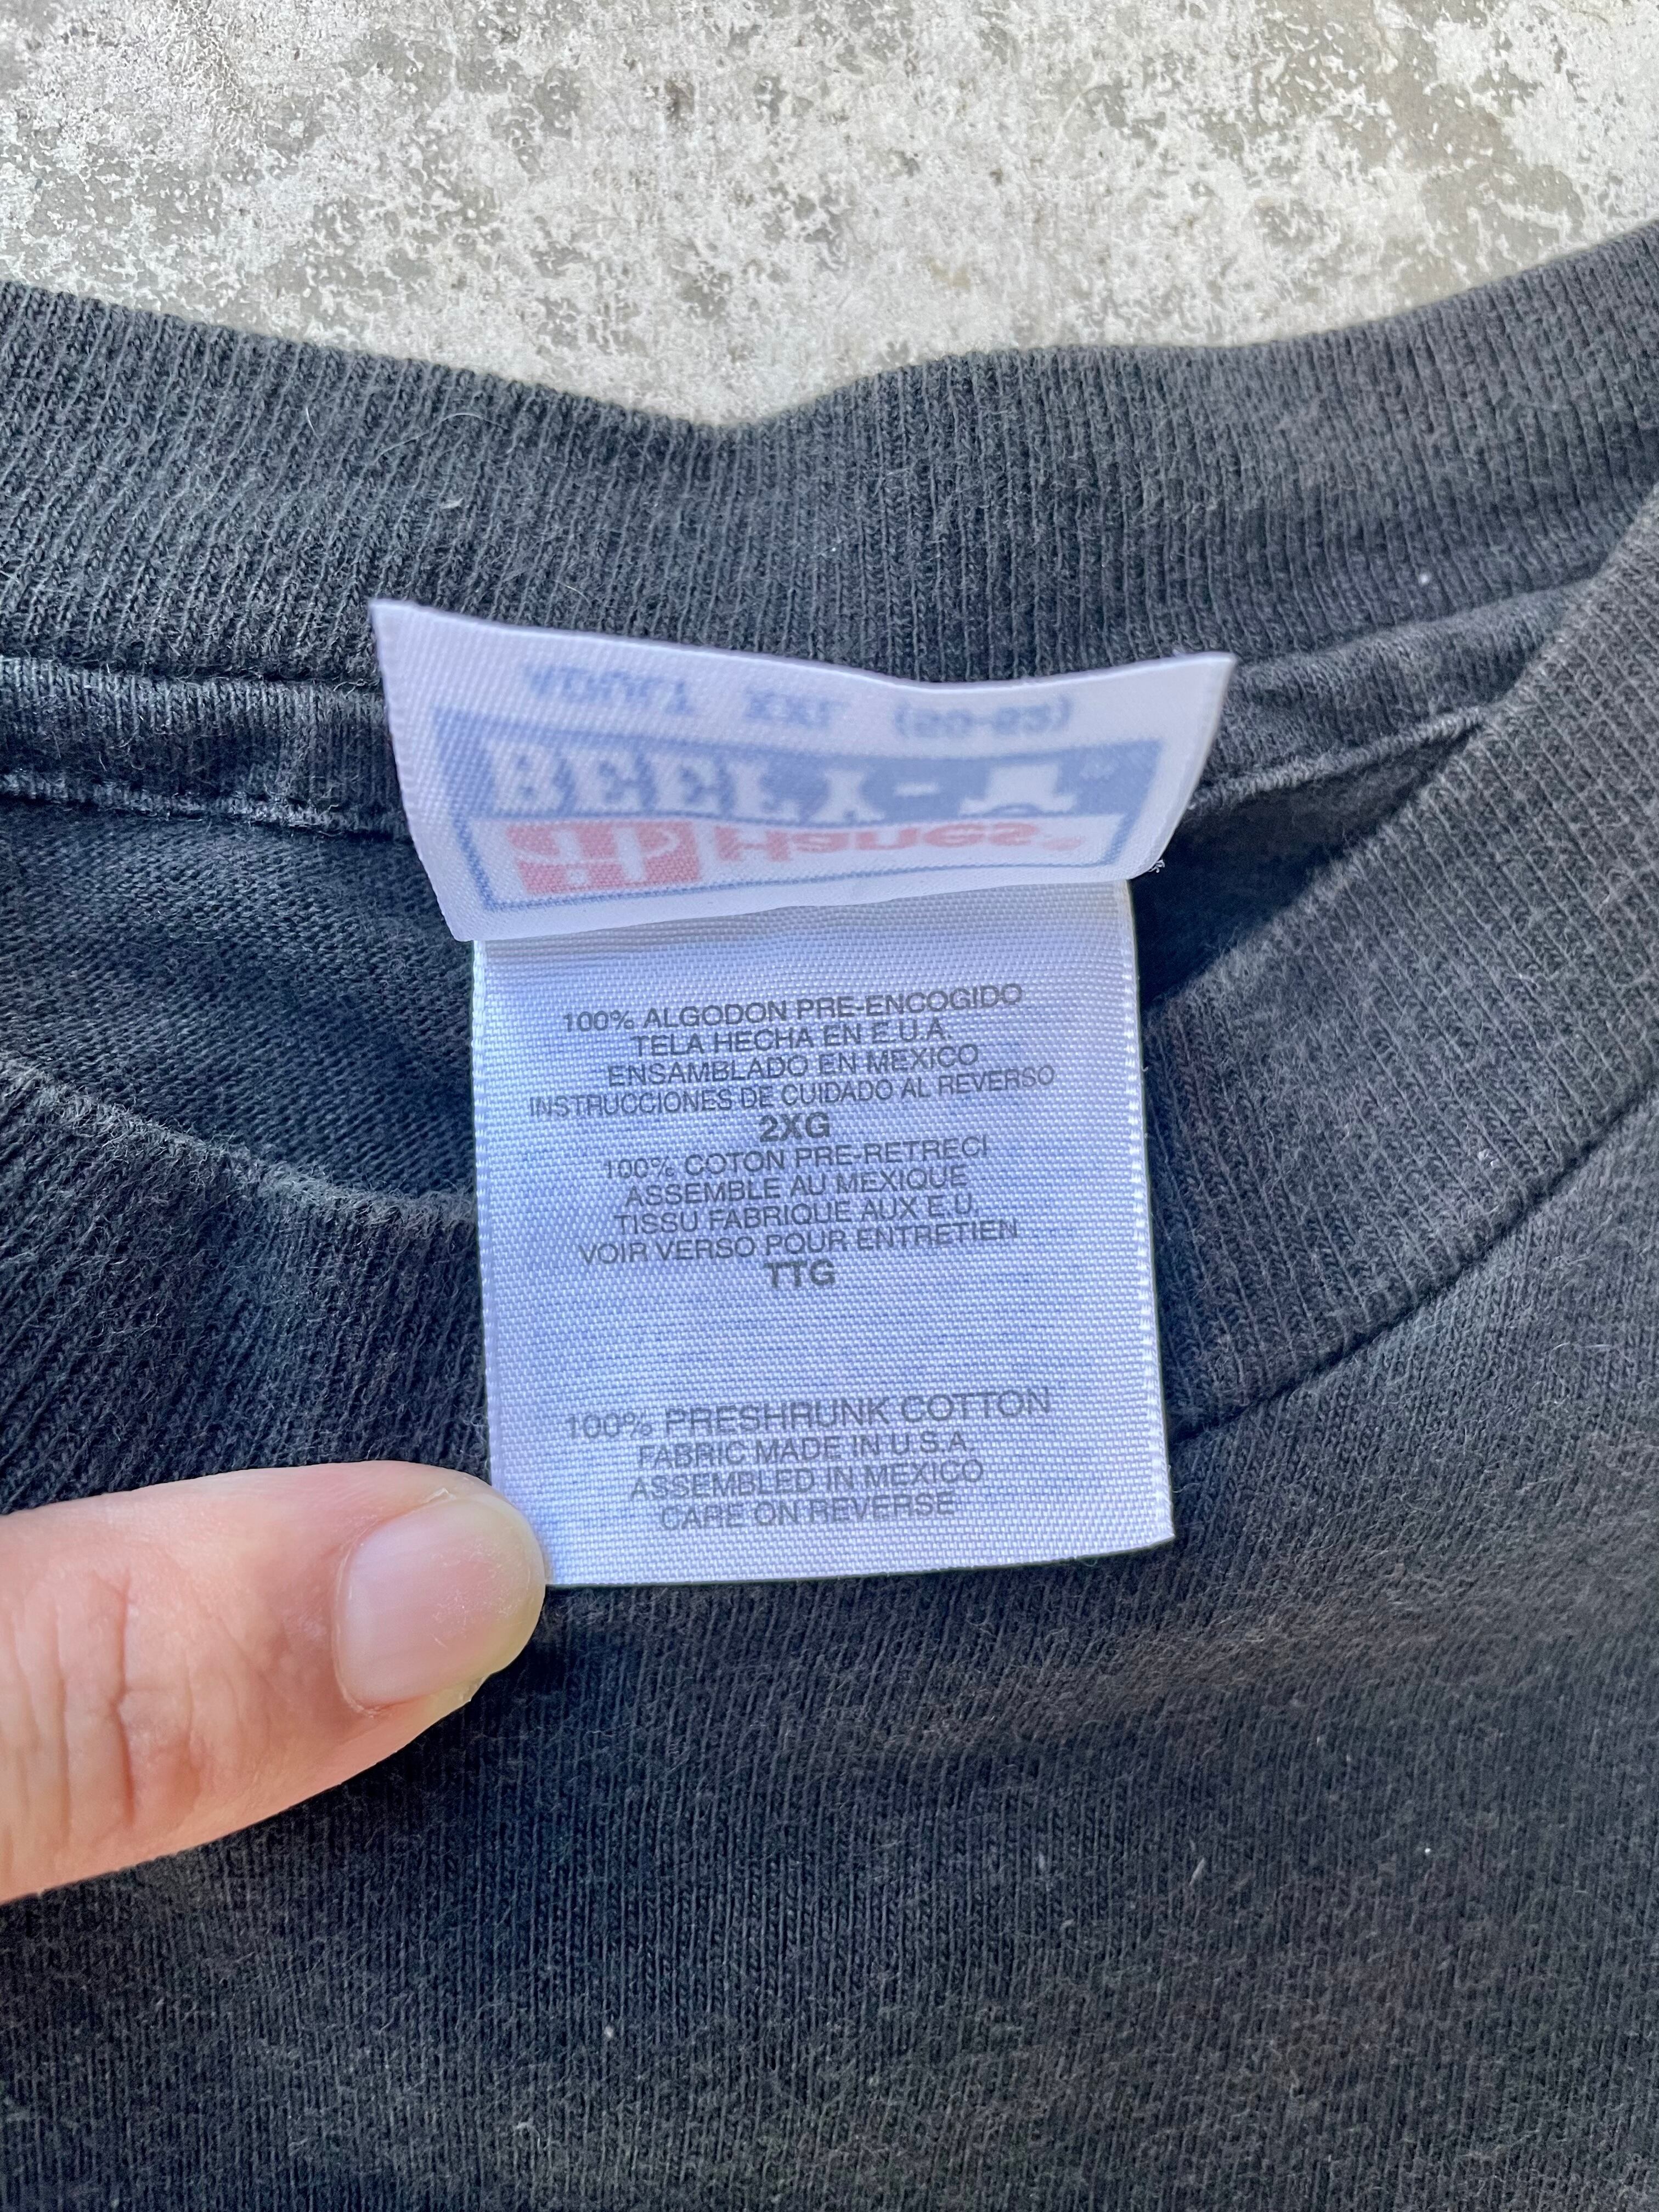 ADULT XXL (50-52)
BEEFY-T
Hanes
100% ALGODON PRE-ENCOGIDO
TELA HECHA EN E.U.A.
ENSAMBLADO EN MEXICO
INSTRUCCIONES DE CUIDADO AL REVERSO
2XG
100% COTON PRE-RETRECI
ASSEMBLE AU MEXIQUE
TISSU FABRIQUE AUX E.U.
VOIR VERSO POUR ENTRETIEN
TTG
100% PRESHRUNK COTTON
FABRIC MADE IN U.S.A.
ASSEMBLED IN MEXICO
CARE ON REVERSE